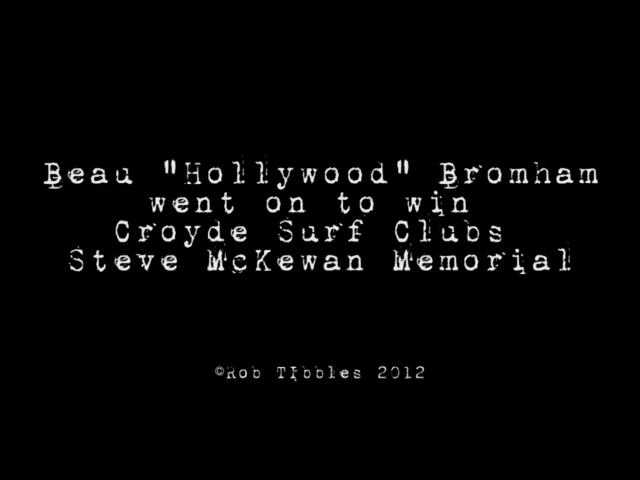 Beau "Hollywood" Bromham
went on to win
Croyde Surf Clubs
Steve McKewan Memorial
©Rob Tibbles 2012